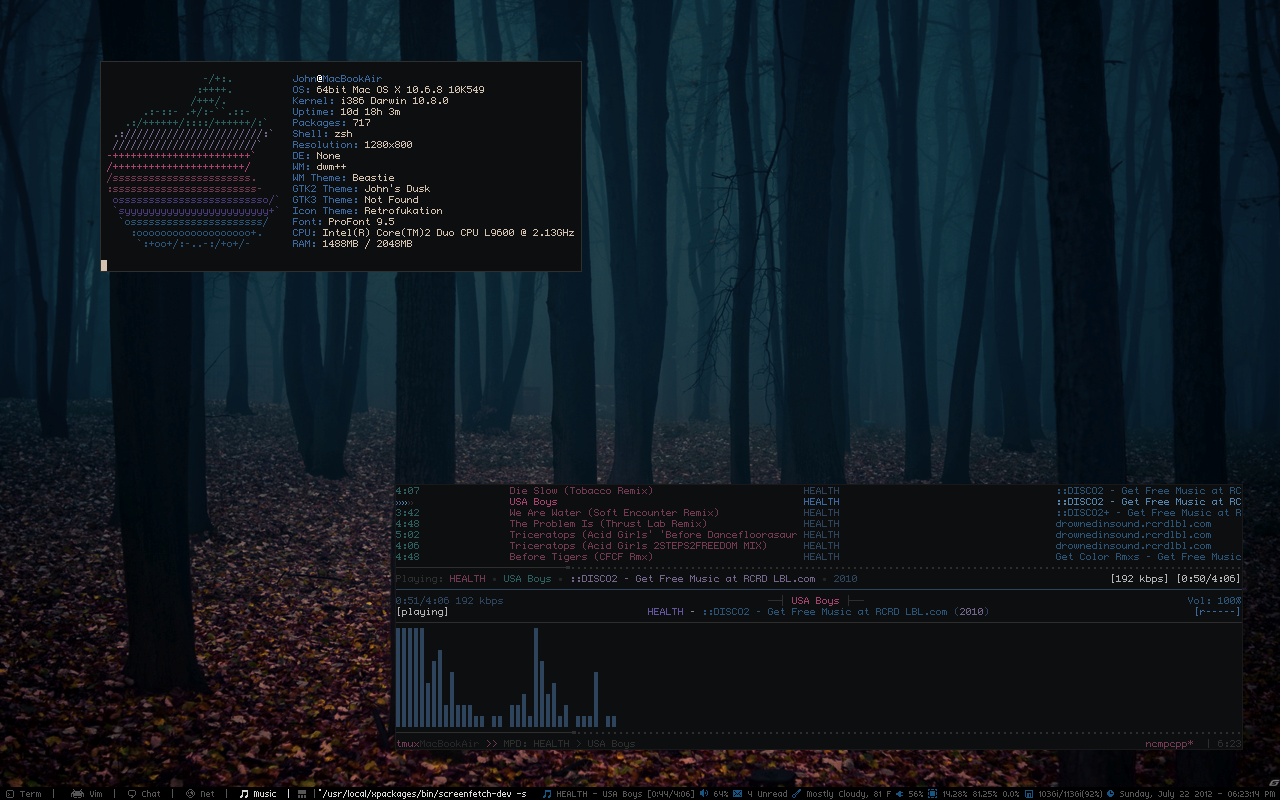 John@MacBookAir
OS: 64bit Mac OS X 10.6.8 10K549
Kernel: i386 Darwin 10.8.0
Uptime: 10d 18h 3m
Packages: 717
Shell: zsh
Resolution: 1280x800
DE: None
WM: dwm++
WM Theme: Beastie
GTK2 Theme: John's Dusk
GTK3 Theme: Not Found
Icon Theme: Retrofukation
Font: ProFont 9.5
CPU: Intel(R) Core(TM)2 Duo CPU L9600 @ 2.13GHz
RAM: 1488MB / 2048MB
4:07 Die Slow (Tobacco Remix) HEALTH ::DISCO2 - Get Free Music at RC
»»» USA Boys HEALTH ::DISCO2 - Get Free Music at RC
3:42 We Are Water (Soft Encounter Remix) HEALTH ::DISCO2+ - Get Free Music at R
4:48 The Problem Is (Thrust Lab Remix) HEALTH drownedinsound.rcrdlbl.com
5:02 Triceratops (Acid Girls' 'Before Dancefloorasaur HEALTH drownedinsound.rcrdlbl.com
4:06 Triceratops (Acid Girls 2STEPS2FREEDOM MIX) HEALTH drownedinsound.rcrdlbl.com
4:48 Before Tigers (CFCF Rmx) HEALTH Get Color Rmxs - Get Free Music
Playing: HEALTH · USA Boys · ::DISCO2 - Get Free Music at RCRD LBL.com · 2010 [192 kbps] [0:50/4:06]
0:51/4:06 192 kbps ──┤ USA Boys ├── Vol: 100%
[playing] HEALTH - ::DISCO2 - Get Free Music at RCRD LBL.com (2010) [r-----]
tmux MacBookAir >> MPD: HEALTH > USA Boys ncmpcpp* | 6:23
Term | Vim | Chat | Net | music | "/usr/local/xpackages/bin/screenfetch-dev -s HEALTH - USA Boys [0:44/4:06] 64% 4 Unread Mostly Cloudy, 81 F 56% 14.28% 81.25% 0.0% 103Gi/113Gi(92%) Sunday, July 22 2012 - 06:23:14 PM